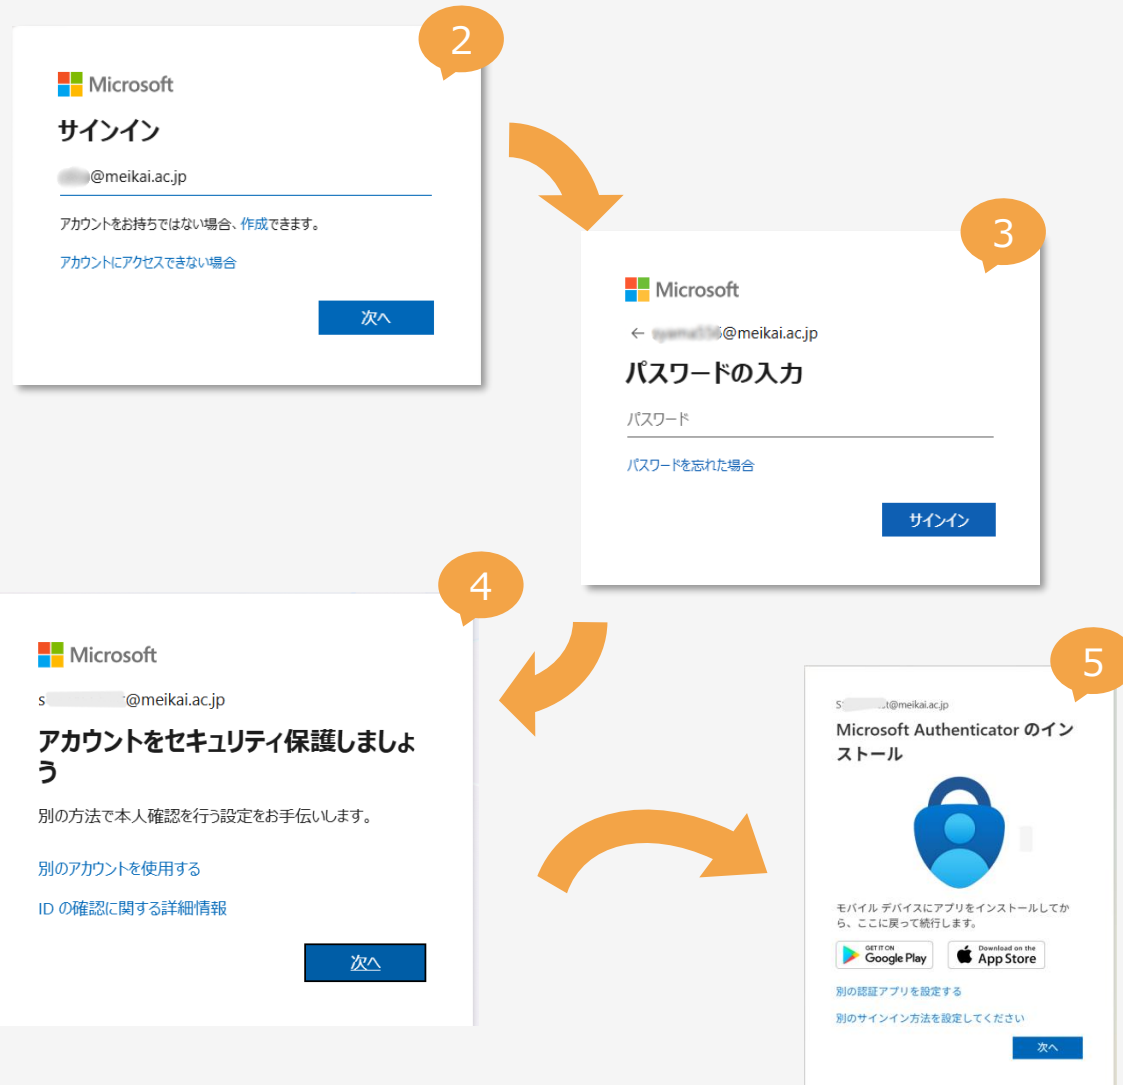 2
Microsoft
サインイン
@meikai.ac.jp
アカウントをお持ちではない場合、作成できます。
アカウントにアクセスできない場合
次へ
3
Microsoft
← @meikai.ac.jp
パスワードの入力
パスワード
パスワードを忘れた場合
サインイン
4
Microsoft
s @meikai.ac.jp
アカウントをセキュリティ保護しましょ
う
別の方法で本人確認を行う設定をお手伝いします。
別のアカウントを使用する
ID の確認に関する詳細情報
次へ
5
t@meikai.ac.jp
Microsoft Authenticator のイン
ストール
モバイル デバイスにアプリをインストールしてか
ら、ここに戻って続行します。
GET IT ON
Google Play
Download on the
App Store
別の認証アプリを設定する
別のサインイン方法を設定してください
次へ